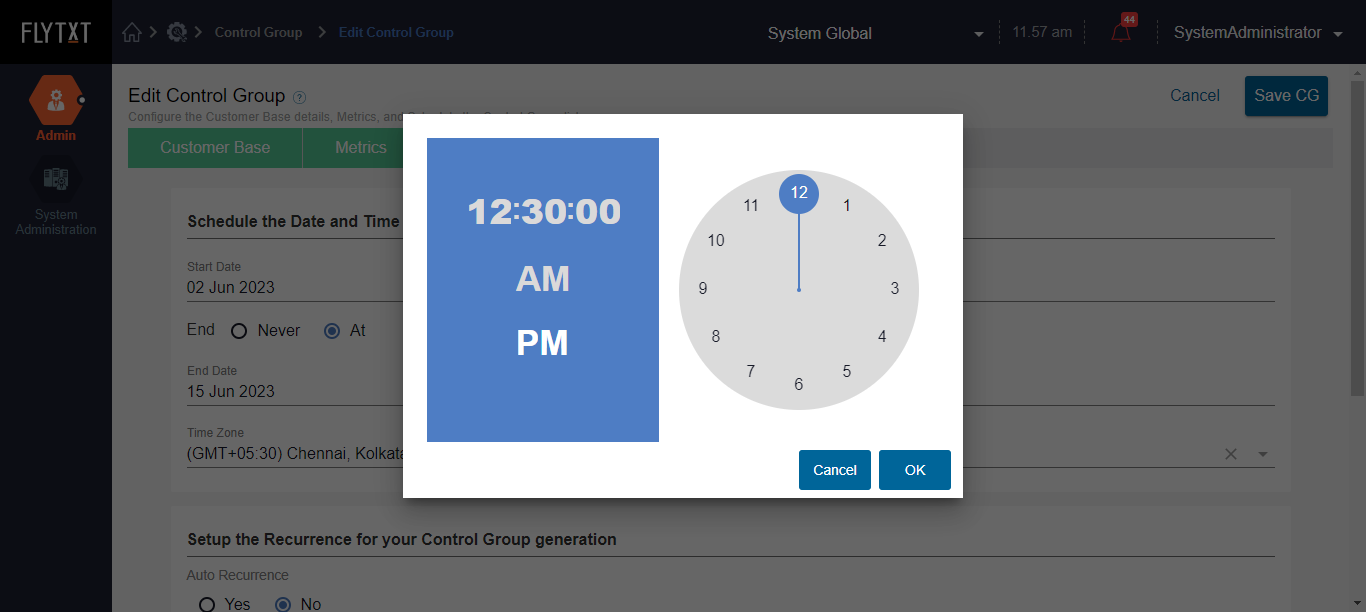 FLYTXT
Control Group
Edit Control Group
System Global
11.57 am
44
SystemAdministrator
Admin
System
Administration
Edit Control Group ?
Configure the Customer Base details, Metrics, and
Cancel
Save CG
Customer Base
Metrics
Schedule the Date and Time
Start Date
02 Jun 2023
End
Never
At
End Date
15 Jun 2023
Time Zone
(GMT+05:30) Chennai, Kolkata
12:30:00
AM
PM
12
1
2
3
4
5
6
7
8
9
10
11
Cancel
OK
Setup the Recurrence for your Control Group generation
Auto Recurrence
Yes
No